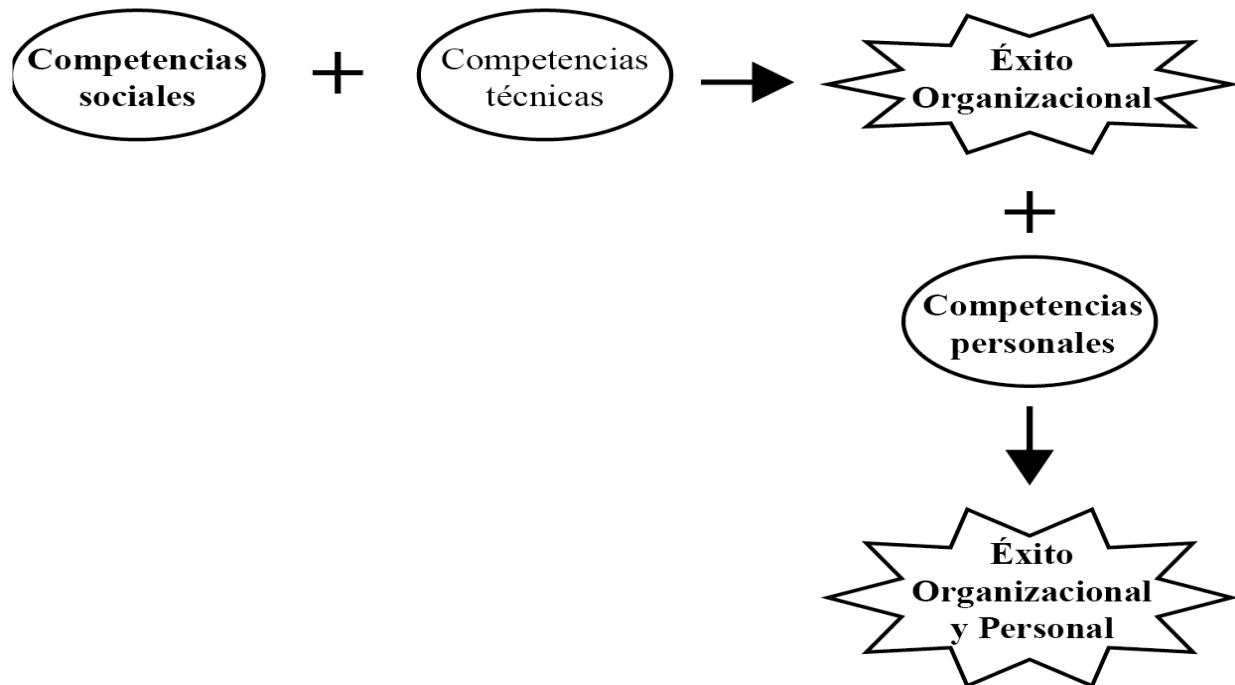 Competencias
sociales
+
Competencias
técnicas
Éxito
Organizacional
+
Competencias
personales
Éxito
Organizacional
y Personal